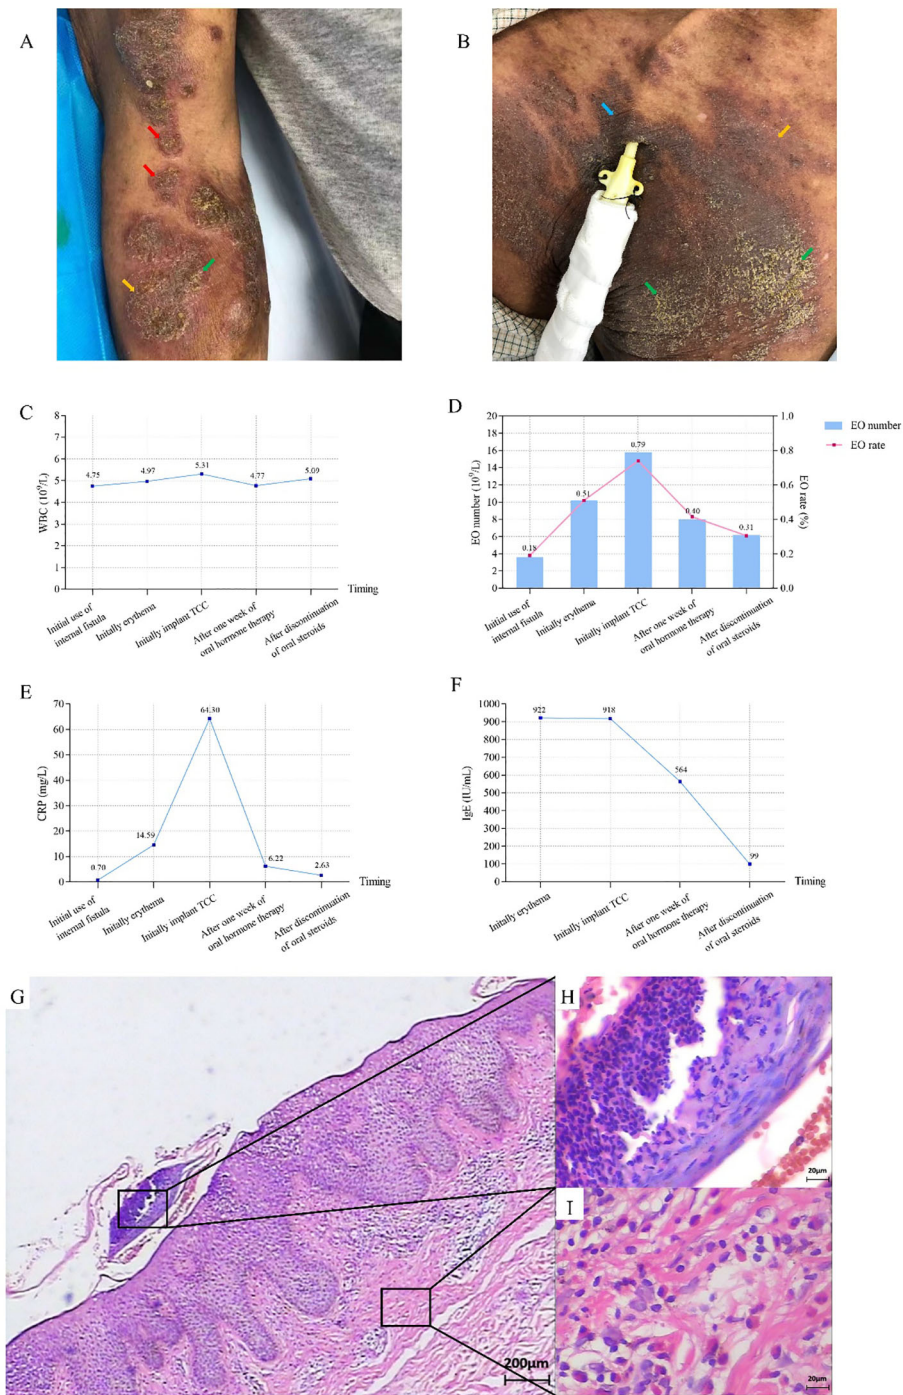 A
B
C
8
7
6
5
4
3
2
1
0
WBC (10⁹/L)
4.75
4.97
5.31
4.77
5.09
Timing
Initial use of
internal fistula
Initally erythema
Initally implant TCC
After one week of
oral hormone therapy
After discontinuation
of oral steroids
D
20
18
16
14
12
10
8
6
4
2
0
EO number (10⁹/L)
0.18
0.51
0.79
0.40
0.31
1.0
0.8
0.6
0.4
0.2
0.0
EO rate (%)
EO number
EO rate
Initial use of
internal fistula
Initally erythema
Initally implant TCC
After one week of
oral hormone therapy
After discontinuation
of oral steroids
E
70
60
50
40
30
20
10
0
CRP (mg/L)
0.70
14.59
64.30
6.22
2.63
Timing
Initial use of
internal fistula
Initally erythema
Initally implant TCC
After one week of
oral hormone therapy
After discontinuation
of oral steroids
F
1000
900
800
700
600
500
400
300
200
100
0
IgE (IU/mL)
922
918
564
99
Timing
Initally erythema
Initally implant TCC
After one week of
oral hormone therapy
After discontinuation
of oral steroids
G
200μm
H
20μm
I
20μm